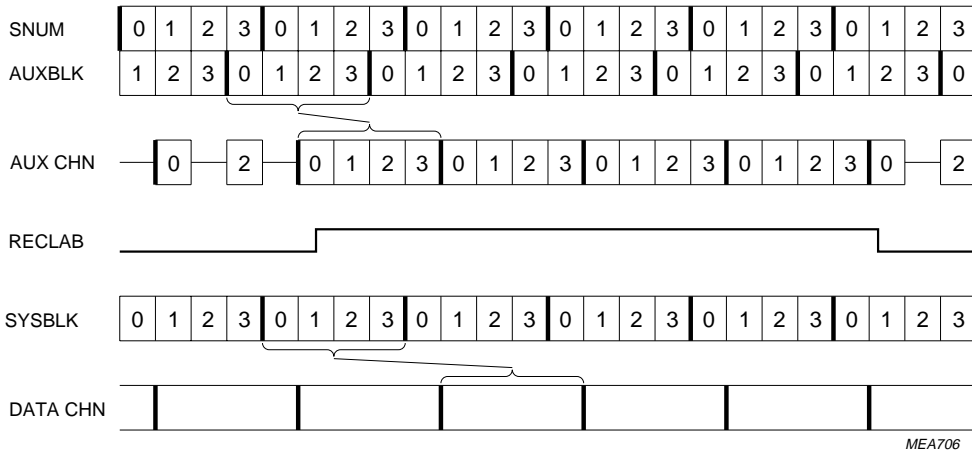 SNUM 0 1 2 3 0 1 2 3 0 1 2 3 0 1 2 3 0 1 2 3 0 1 2 3
AUXBLK 1 2 3 0 1 2 3 0 1 2 3 0 1 2 3 0 1 2 3 0 1 2 3 0
AUX CHN 0 2 0 1 2 3 0 1 2 3 0 1 2 3 0 1 2 3 0 2
RECLAB
SYSBLK 0 1 2 3 0 1 2 3 0 1 2 3 0 1 2 3 0 1 2 3 0 1 2 3
DATA CHN
MEA706